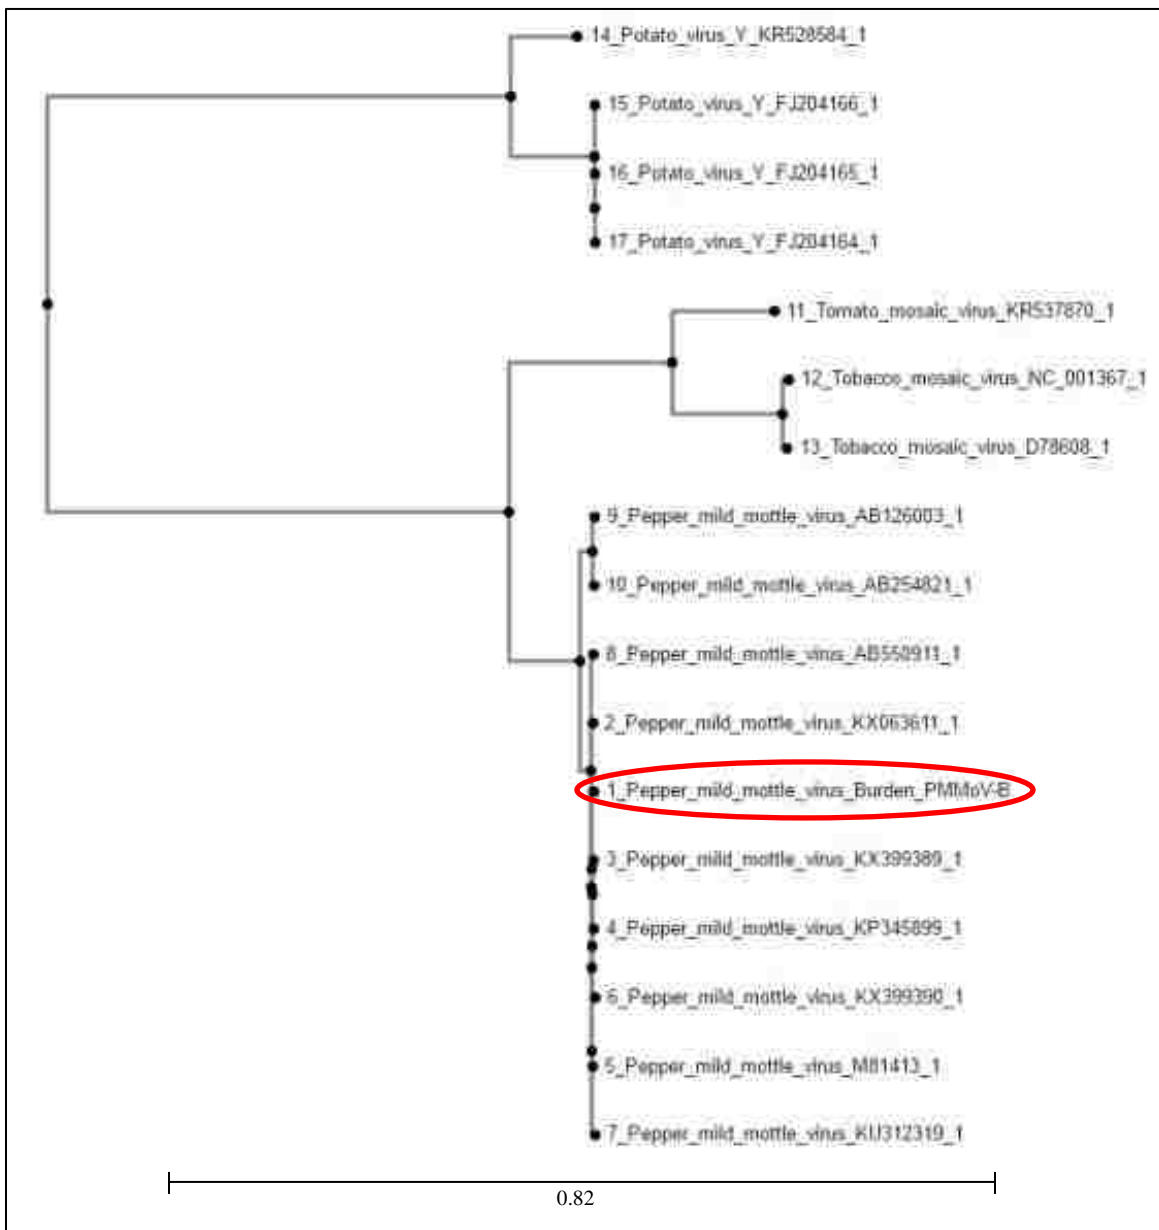 14_Potato_virus_Y_KR528584_1
15_Potato_virus_Y_FJ204166_1
16_Potato_virus_Y_FJ204165_1
17_Potato_virus_Y_FJ204164_1
11_Tomato_mosaic_virus_KR537870_1
12_Tobacco_mosaic_virus_NC_001367_1
13_Tobacco_mosaic_virus_D78608_1
9_Pepper_mild_mottle_virus_AB126003_1
10_Pepper_mild_mottle_virus_AB254821_1
8_Pepper_mild_mottle_virus_AB550911_1
2_Pepper_mild_mottle_virus_KX063611_1
1_Pepper_mild_mottle_virus_Burden_PMMoV-B
3_Pepper_mild_mottle_virus_KX399389_1
4_Pepper_mild_mottle_virus_KP345899_1
6_Pepper_mild_mottle_virus_KX399390_1
5_Pepper_mild_mottle_virus_M81413_1
7_Pepper_mild_mottle_virus_KU312319_1
0.82